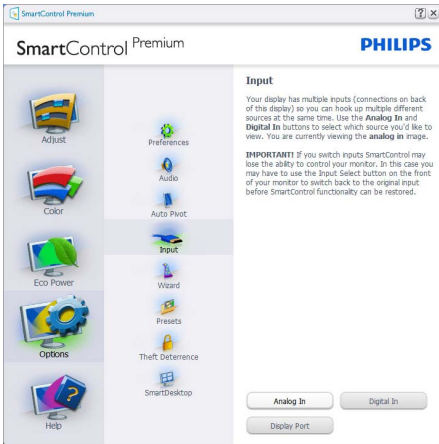 SmartControl Premium
SmartControl Premium
PHILIPS
Adjust
Color
Eco Power
Options
Help
Preferences
Audio
Auto Pivot
Input
Wizard
Presets
Theft Deterrence
SmartDesktop
Input
Your display has multiple inputs (connections on back
of this display) so you can hook up multiple different
sources at the same time. Use the Analog In and
Digital In buttons to select which source you'd like to
view. You are currently viewing the analog in image.
IMPORTANT! If you switch inputs SmartControl may
lose the ability to control your monitor. In this case you
may have to use the Input Select button on the front
of your monitor to switch back to the original input
before SmartControl functionality can be restored.
Analog In
Digital In
Display Port